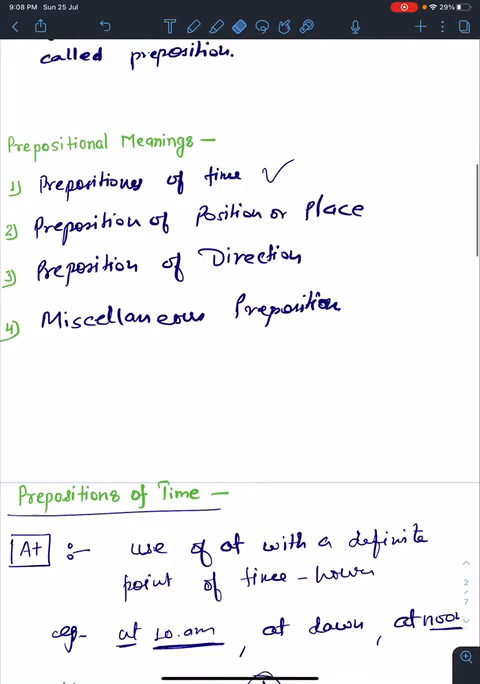 9:08 PM Sun 25 Jul
29%
called preposition.
Prepositional Meanings –
1) Prepositiones of time ✓
2) Preposition of Position or Place
3) Preposition of Direction
4) Miscellaneous Preposition
Prepositions of Time –
At :- use of at with a definite
point of time – hour
eg- at 10.am, at dawn, at noon
2
7